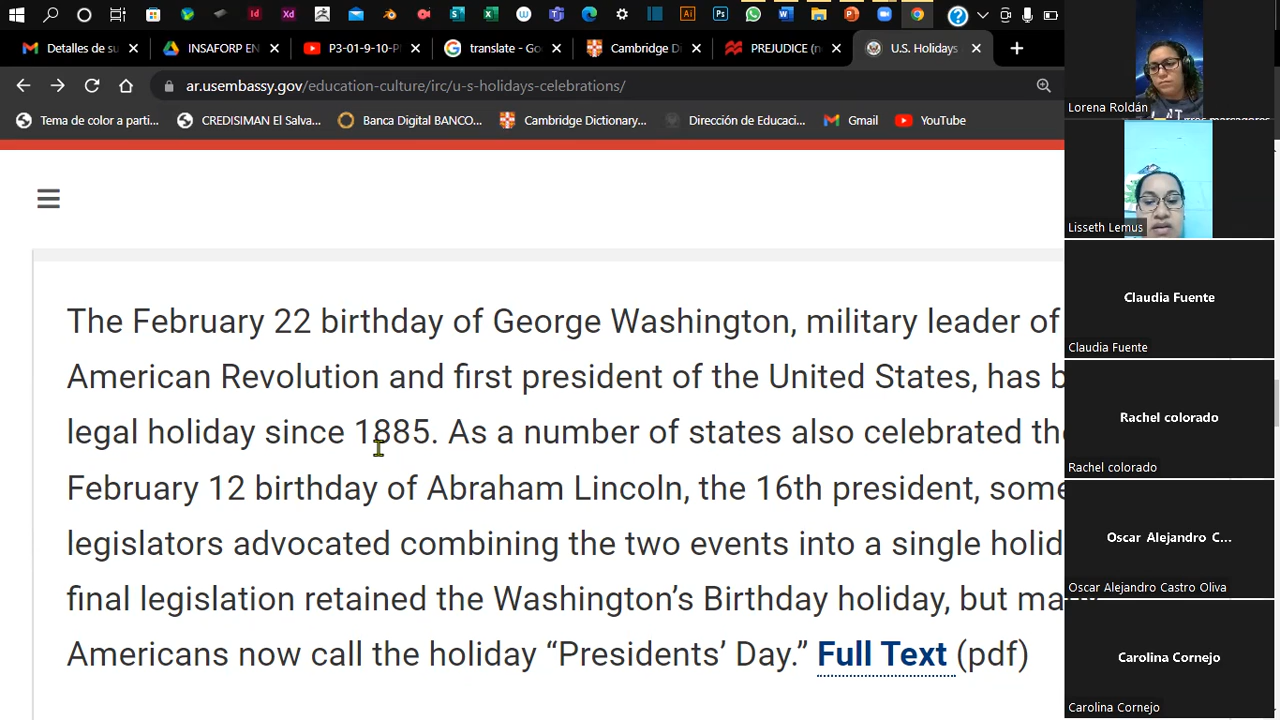 Detalles de su
INSAFORP EN
P3-01-9-10-P
translate - Go
Cambridge D
PREJUDICE (n
U.S. Holidays
ar.usembassy.gov/education-culture/irc/u-s-holidays-celebrations/
Tema de color a parti...
CREDISIMAN El Salva...
Banca Digital BANCO...
Cambridge Dictionary...
Dirección de Educaci...
Gmail
YouTube
The February 22 birthday of George Washington, military leader of
American Revolution and first president of the United States, has b
legal holiday since 1885. As a number of states also celebrated the
February 12 birthday of Abraham Lincoln, the 16th president, some
legislators advocated combining the two events into a single holid
final legislation retained the Washington’s Birthday holiday, but ma
Americans now call the holiday “Presidents’ Day.” Full Text (pdf)
Lorena Roldán
Lisseth Lemus
Claudia Fuente
Claudia Fuente
Rachel colorado
Rachel colorado
Oscar Alejandro C...
Oscar Alejandro Castro Oliva
Carolina Cornejo
Carolina Cornejo